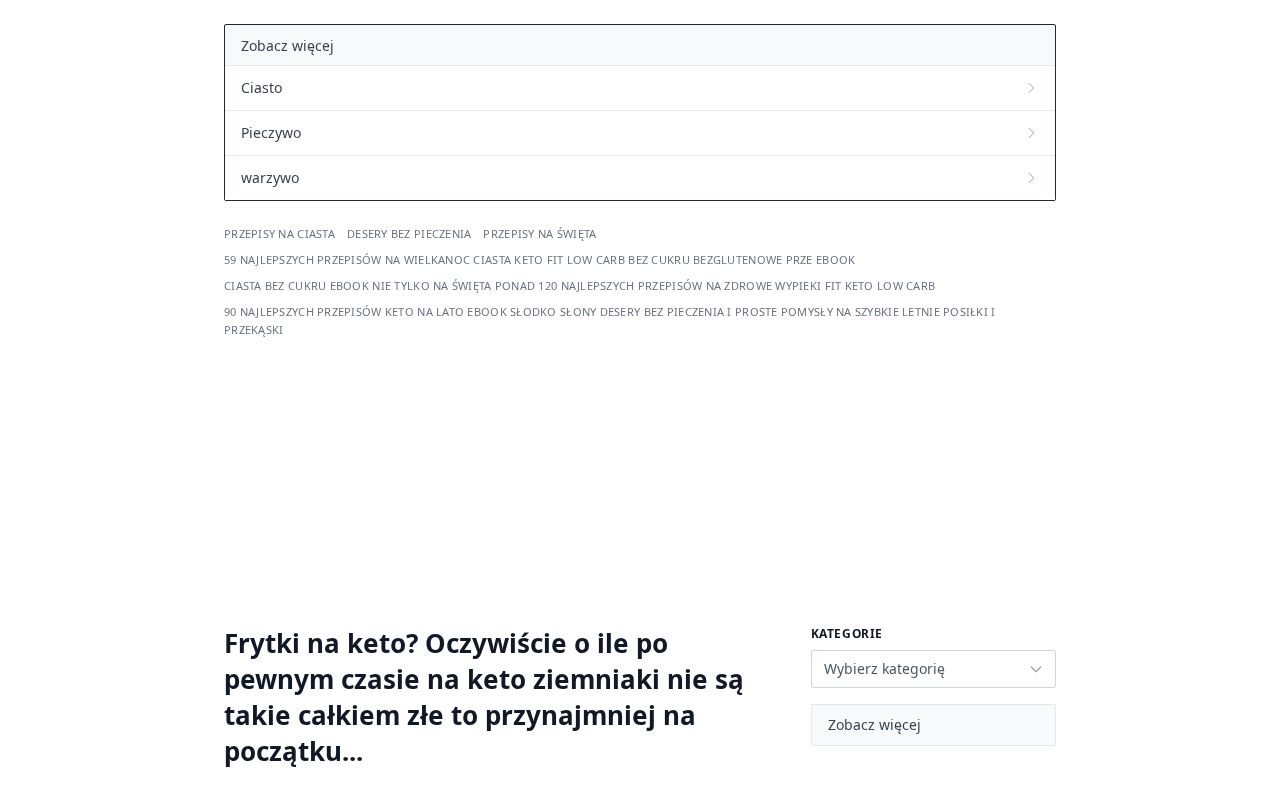 Zobacz więcej
Ciasto
Pieczywo
warzywo
PRZEPISY NA CIASTA DESERY BEZ PIECZENIA PRZEPISY NA ŚWIĘTA
59 NAJLEPSZYCH PRZEPISÓW NA WIELKANOC CIASTA KETO FIT LOW CARB BEZ CUKRU BEZGLUTENOWE PRZE EBOOK
CIASTA BEZ CUKRU EBOOK NIE TYLKO NA ŚWIĘTA PONAD 120 NAJLEPSZYCH PRZEPISÓW NA ZDROWE WYPIEKI FIT KETO LOW CARB
90 NAJLEPSZYCH PRZEPISÓW KETO NA LATO EBOOK SŁODKO SŁONY DESERY BEZ PIECZENIA I PROSTE POMYSŁY NA SZYBKIE LETNIE POSIŁKI I
PRZEKĄSKI
Frytki na keto? Oczywiście o ile po
pewnym czasie na keto ziemniaki nie są
takie całkiem złe to przynajmniej na
początku...
KATEGORIE
Wybierz kategorię
Zobacz więcej